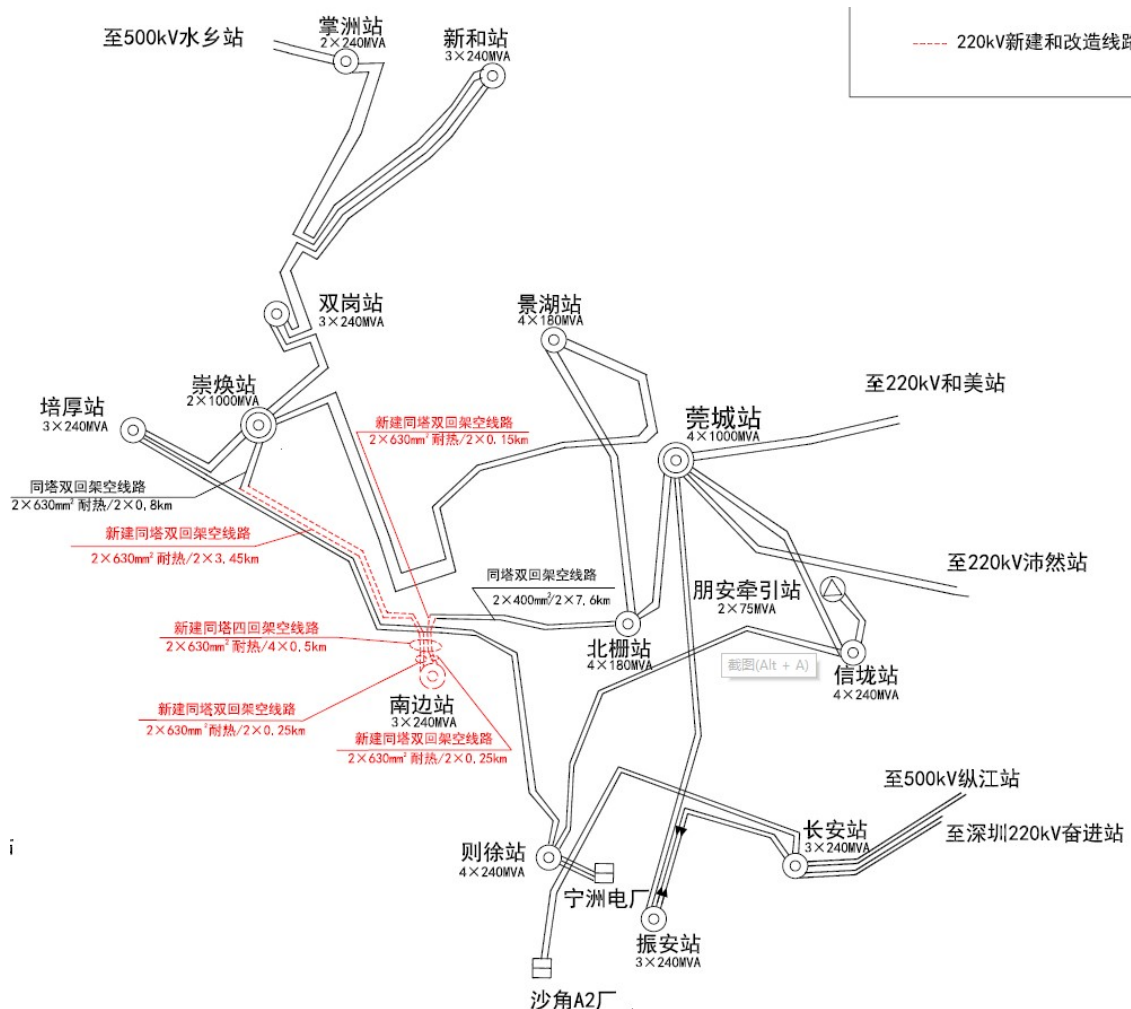 至500kV水乡站
掌洲站
2×240MVA
新和站
3×240MVA
220kV新建和改造线路
双岗站
3×240MVA
景湖站
4×180MVA
崇焕站
2×1000MVA
培厚站
3×240MVA
至220kV和美站
莞城站
4×1000MVA
新建同塔双回架空线路
2×630mm² 耐热/2×0.15km
同塔双回架空线路
2×630mm² 耐热/2×0.8km
新建同塔双回架空线路
2×630mm² 耐热/2×3.45km
同塔双回架空线路
2×400mm²/2×7.6km
至220kV沛然站
朋安牵引站
2×75MVA
新建同塔四回架空线路
2×630mm² 耐热/4×0.5km
北栅站
4×180MVA
截图(Alt + A)
信垅站
4×240MVA
南边站
3×240MVA
新建同塔双回架空线路
2×630mm² 耐热/2×0.25km
新建同塔双回架空线路
2×630mm² 耐热/2×0.25km
至500kV纵江站
至深圳220kV奋进站
长安站
3×240MVA
则徐站
4×240MVA
宁洲电厂
振安站
3×240MVA
沙角A2厂